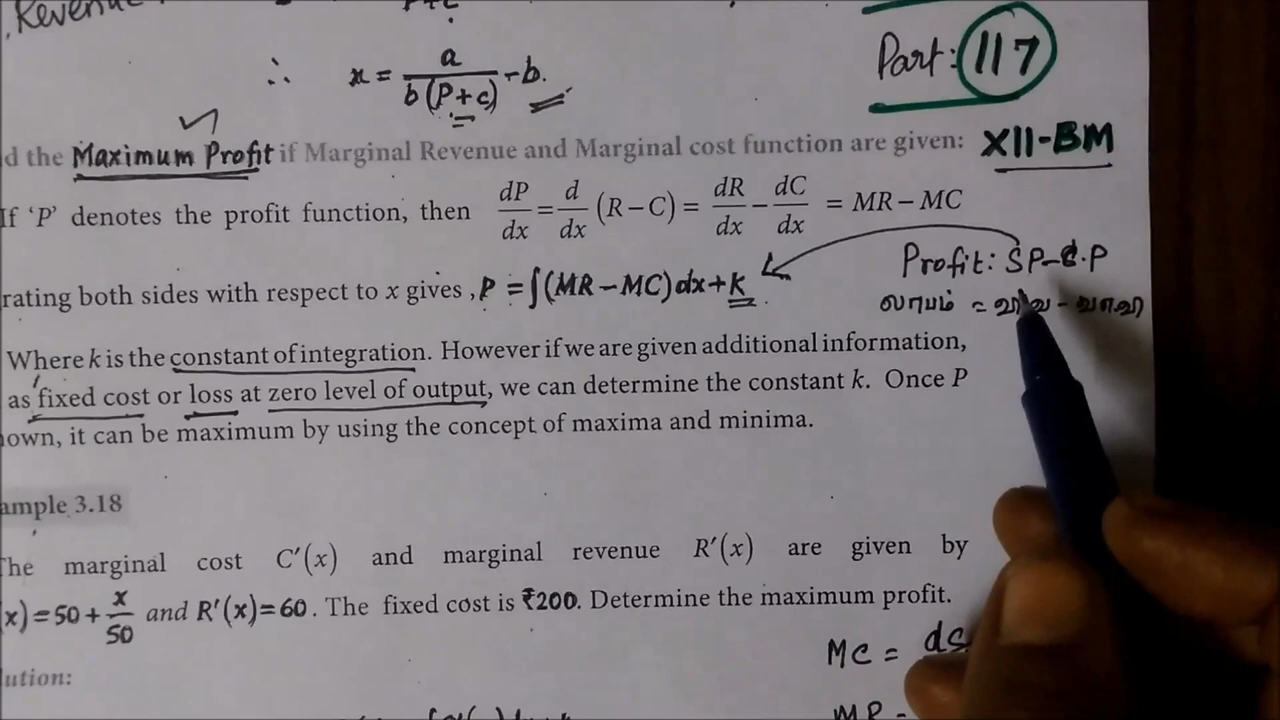 Revenue
Part: 117
∴ x = a / b(P+c) - b.
d the Maximum Profit if Marginal Revenue and Marginal cost function are given: XII-BM
If ‘P’ denotes the profit function, then dP/dx = d/dx (R − C) = dR/dx − dC/dx = MR − MC
Profit: SP-C.P
rating both sides with respect to x gives , P = ∫(MR − MC)dx + k
லாபம் = வி.வ - வா.வி
Where k is the constant of integration. However if we are given additional information,
as fixed cost or loss at zero level of output, we can determine the constant k. Once P
own, it can be maximum by using the concept of maxima and minima.
ample 3.18
The marginal cost C′(x) and marginal revenue R′(x) are given by
(x) = 50 + x/50 and R′(x) = 60 . The fixed cost is ₹200. Determine the maximum profit.
MC =
lution:
MR =